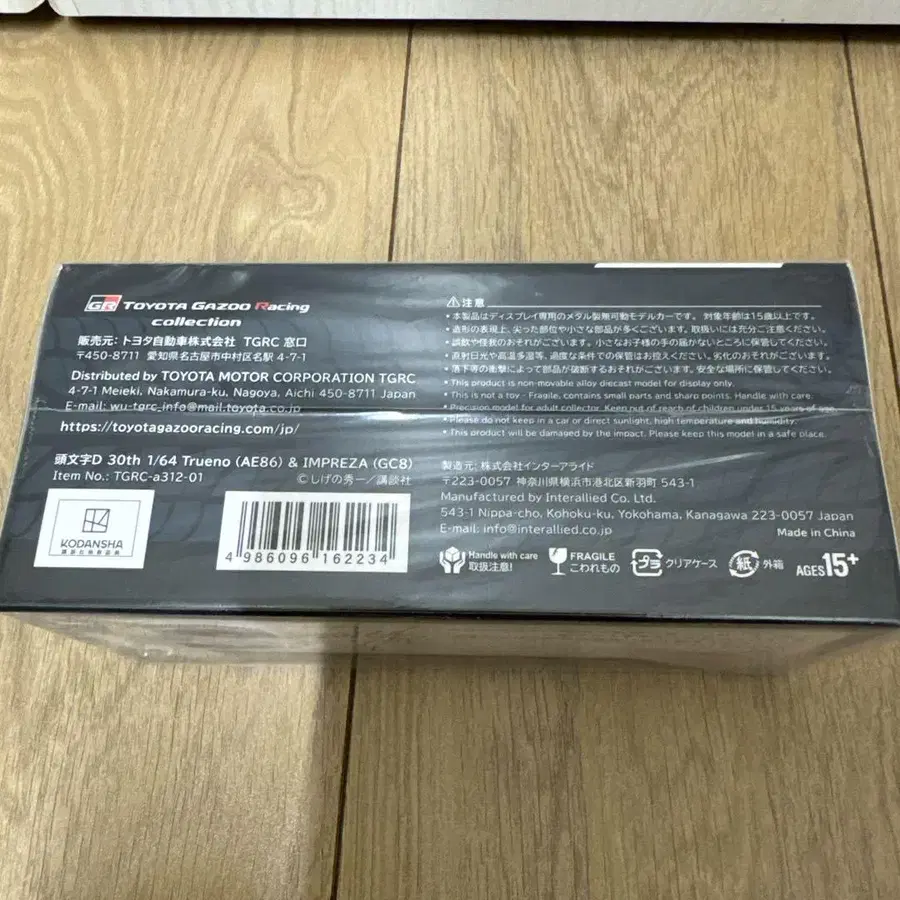 GR TOYOTA GAZOO Racing
collection
販売元: トヨタ自動車株式会社 TGRC 窓口
〒450-8711 愛知県名古屋市中村区名駅 4-7-1
Distributed by TOYOTA MOTOR CORPORATION TGRC
4-7-1 Meieki, Nakamura-ku, Nagoya, Aichi 450-8711 Japan
E-mail: wu-tgrc_info@mail.toyota.co.jp
https://toyotagazooracing.com/jp/
頭文字D 30th 1/64 Trueno (AE86) & IMPREZA (GC8)
Item No.: TGRC-a312-01
©しげの秀一／講談社
KODANSHA
4 986096 162234
⚠注意
・本製品はディスプレイ専用のメタル製無可動モデルカーです。 対象年齢は15歳以上です。
・造形の表現上、尖った部位や小さな部品が多くございます。取扱いには充分ご注意ください。
・誤飲や怪我のおそれがございます。小さなお子様の手の届かないところに保管してください。
・直射日光や高温多湿等、過度な条件での保管はお控えください。劣化のおそれがございます。
・落下等の衝撃によって部品が破断するおそれがございます。安全な場所に保管してください。
・This product is non-movable alloy diecast model for display only.
・This is not a toy - Fragile, contains small parts and sharp points. Handle with care.
・Precision model for adult collector. Keep out of reach of children under 15 years of age.
・Please do not keep in a car or direct sunlight, high temperature and humidity.
・This product will be damaged by the impact. Please keep this model in a safe place.
製造元: 株式会社インターアライド
〒223-0057 神奈川県横浜市港北区新羽町 543-1
Manufactured by Interallied Co. Ltd.
543-1 Nippa-cho, Kohoku-ku, Yokohama, Kanagawa 223-0057 Japan
E-mail: info@interallied.co.jp
Made in China
Handle with care
取扱注意!
FRAGILE
こわれもの
プラ クリアケース
紙 外箱
AGES15+